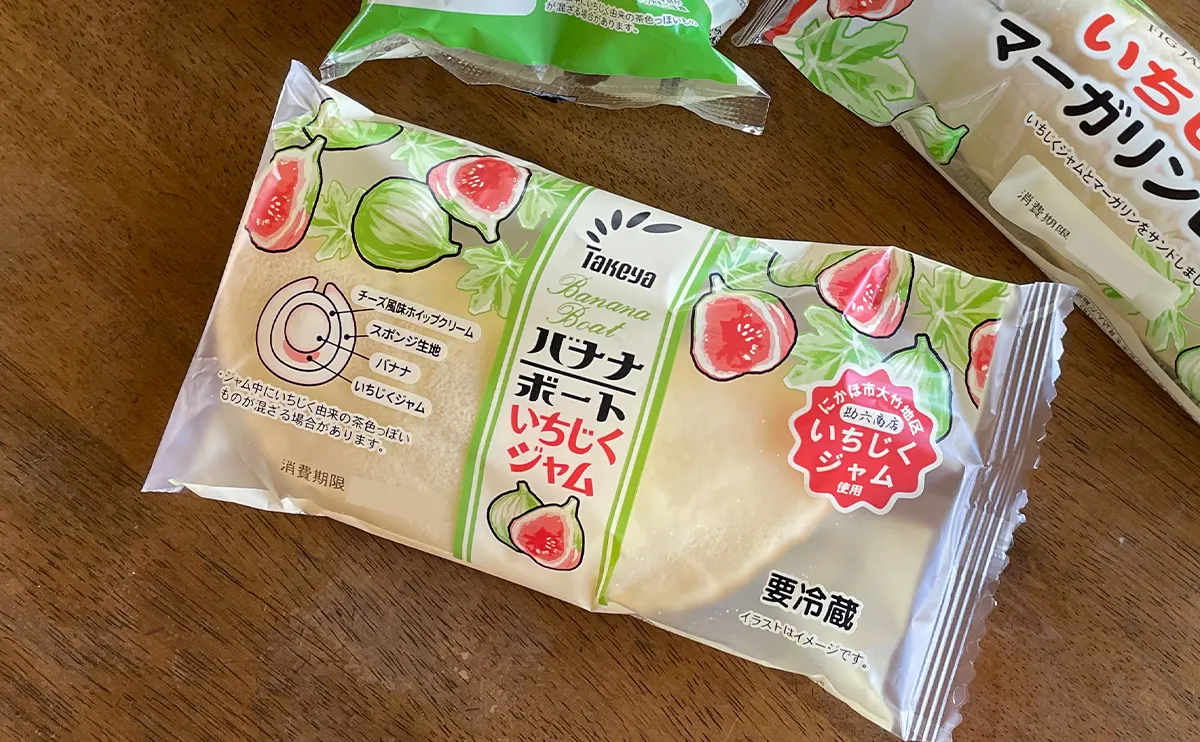 が混ざる場合があります。
いちじく由来の茶色っぽいもの
FIG JA
いちじ
マーガリン
いちじくジャムとマーガリンをサンドしまし
消費期限
Takeya
Banana
Boat
バナナ
ボート
いちじく
ジャム
チーズ風味ホイップクリーム
スポンジ生地
バナナ
いちじくジャム
・ジャム中にいちじく由来の茶色っぽい
ものが混ざる場合があります。
消費期限
にかほ市大竹地区
助六商店
いちじく
ジャム
使用
要冷蔵
イラストはイメージです。